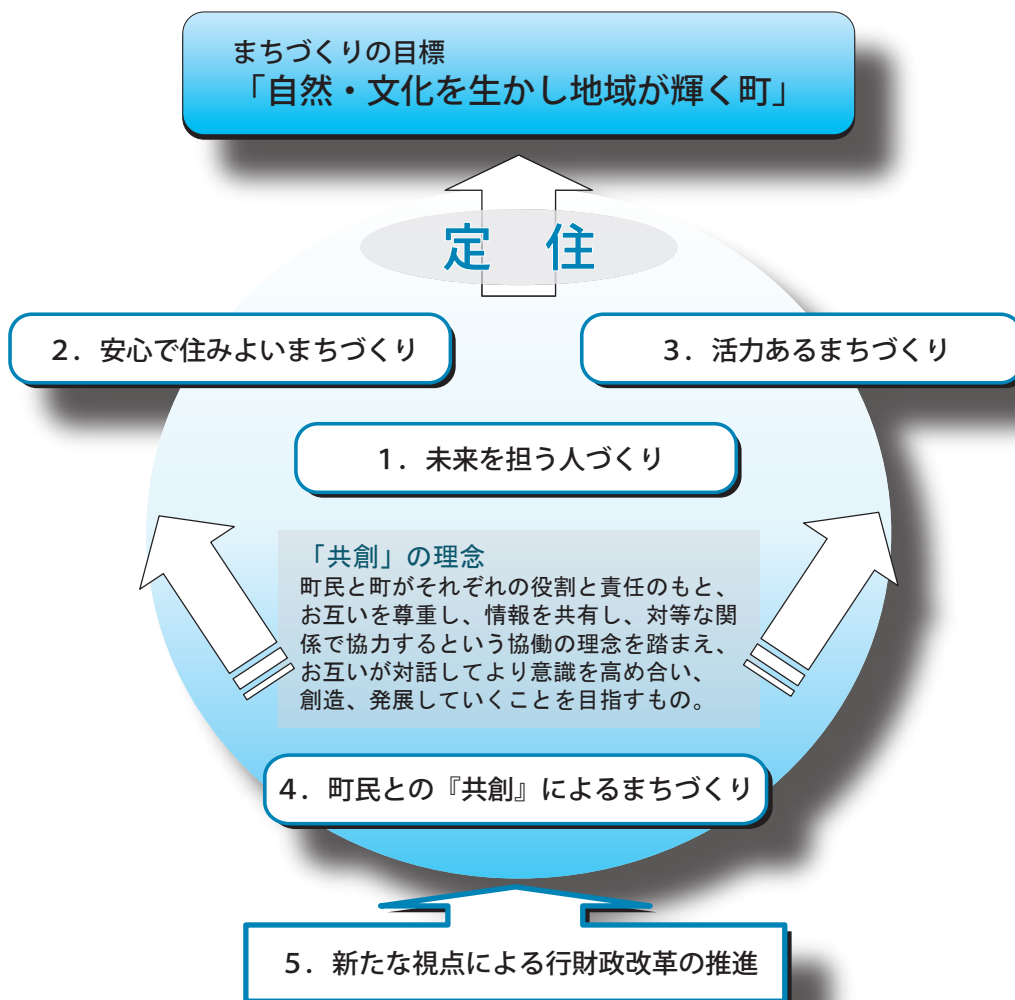 まちづくりの目標
「自然・文化を生かし地域が輝く町」
定 住
２．安心で住みよいまちづくり
３．活力あるまちづくり
１．未来を担う人づくり
「共創」の理念
町民と町がそれぞれの役割と責任のもと、
お互いを尊重し、情報を共有し、対等な関
係で協力するという協働の理念を踏まえ、
お互いが対話してより意識を高め合い、
創造、発展していくことを目指すもの。
４．町民との『共創』によるまちづくり
５．新たな視点による行財政改革の推進